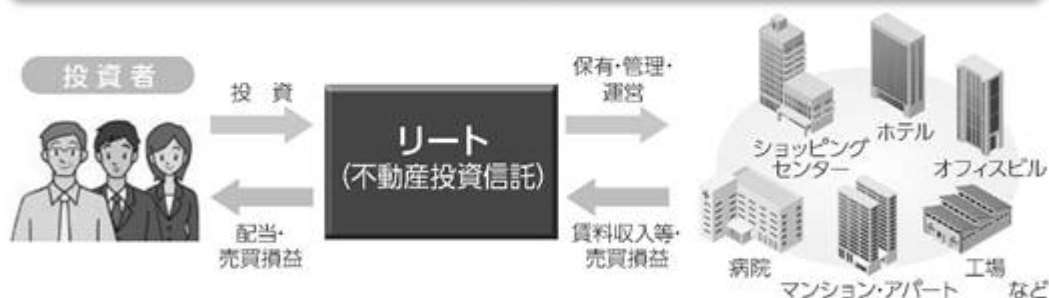 投資者
投 資
配当・
売買損益
リート
(不動産投資信託)
保有・管理・
運営
賃料収入等・
売買損益
ショッピング
センター
ホテル
オフィスビル
病院
マンション・アパート
工場
など